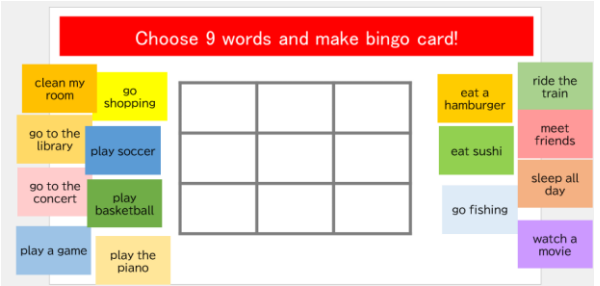 Choose 9 words and make bingo card!
clean my
room
go
shopping
go to the
library
play soccer
go to the
concert
play
basketball
play a game
play the
piano
eat a
hamburger
ride the
train
eat sushi
meet
friends
go fishing
sleep all
day
watch a
movie